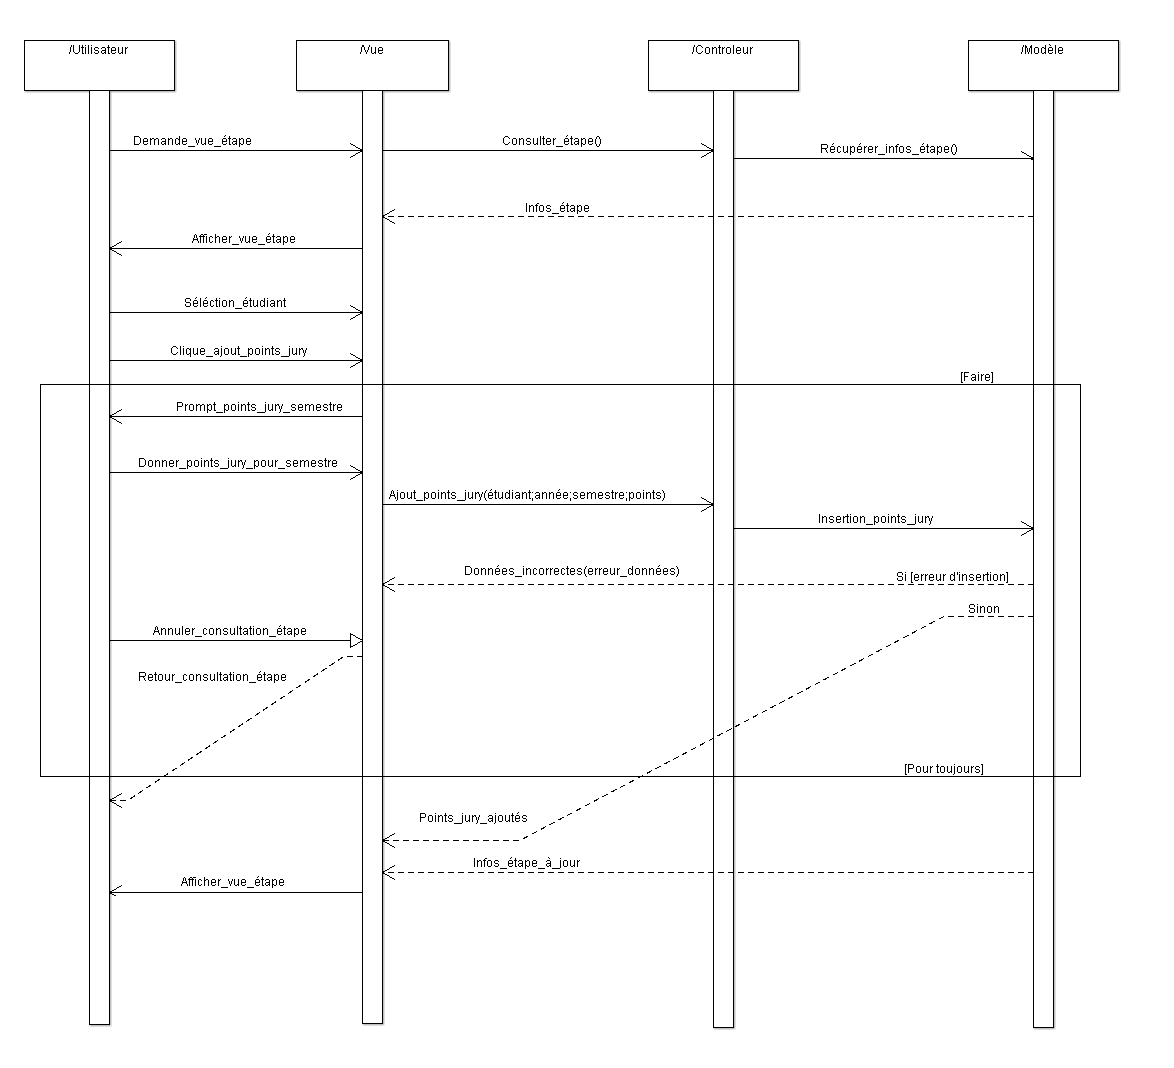 /Utilisateur
/Vue
/Controleur
/Modèle
Demande_vue_étape
Consulter_étape()
Récupérer_infos_étape()
Infos_étape
Afficher_vue_étape
Séléction_étudiant
Clique_ajout_points_jury
[Faire]
Prompt_points_jury_semestre
Donner_points_jury_pour_semestre
Ajout_points_jury(étudiant;année;semestre;points)
Insertion_points_jury
Données_incorrectes(erreur_données)
Si [erreur d'insertion]
Sinon
Annuler_consultation_étape
Retour_consultation_étape
[Pour toujours]
Points_jury_ajoutés
Infos_étape_à_jour
Afficher_vue_étape